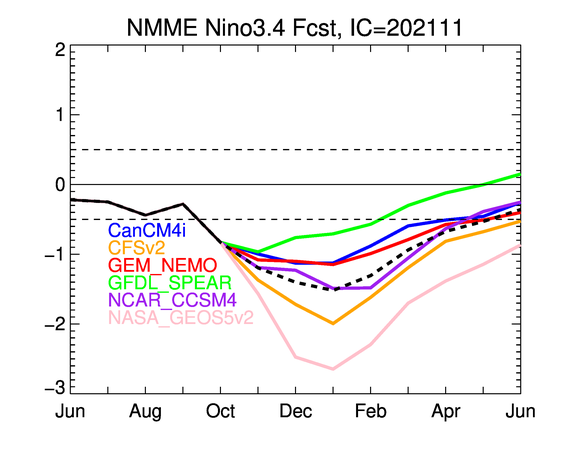 NMME Nino3.4 Fcst, IC=202111
2
1
0
−1
−2
−3
CanCM4i
CFSv2
GEM_NEMO
GFDL_SPEAR
NCAR_CCSM4
NASA_GEOS5v2
Jun Aug Oct Dec Feb Apr Jun